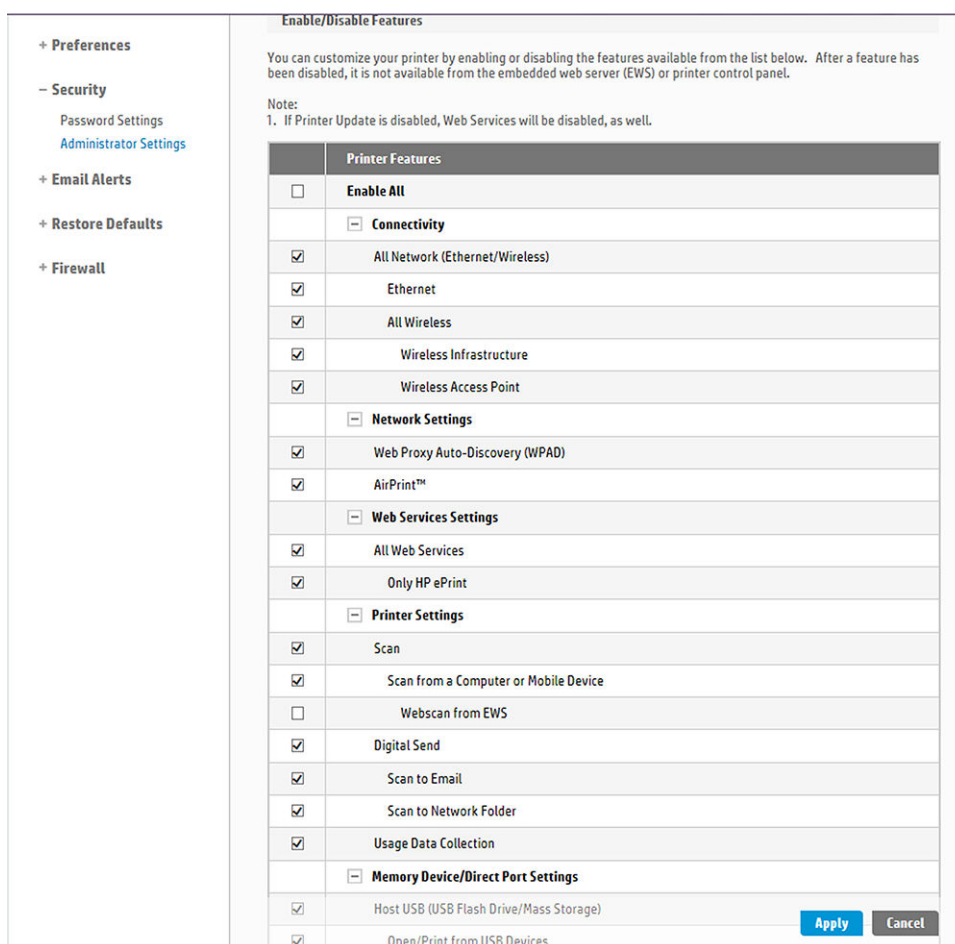 Enable/Disable Features
+ Preferences
You can customize your printer by enabling or disabling the features available from the list below. After a feature has
been disabled, it is not available from the embedded web server (EWS) or printer control panel.
– Security
Note:
Password Settings
1. If Printer Update is disabled, Web Services will be disabled, as well.
Administrator Settings
Printer Features
+ Email Alerts
Enable All
+ Restore Defaults
Connectivity
All Network (Ethernet/Wireless)
+ Firewall
Ethernet
All Wireless
Wireless Infrastructure
Wireless Access Point
Network Settings
Web Proxy Auto-Discovery (WPAD)
AirPrint™
Web Services Settings
All Web Services
Only HP ePrint
Printer Settings
Scan
Scan from a Computer or Mobile Device
Webscan from EWS
Digital Send
Scan to Email
Scan to Network Folder
Usage Data Collection
Memory Device/Direct Port Settings
Host USB (USB Flash Drive/Mass Storage)
Apply Cancel
Open/Print from USB Devices